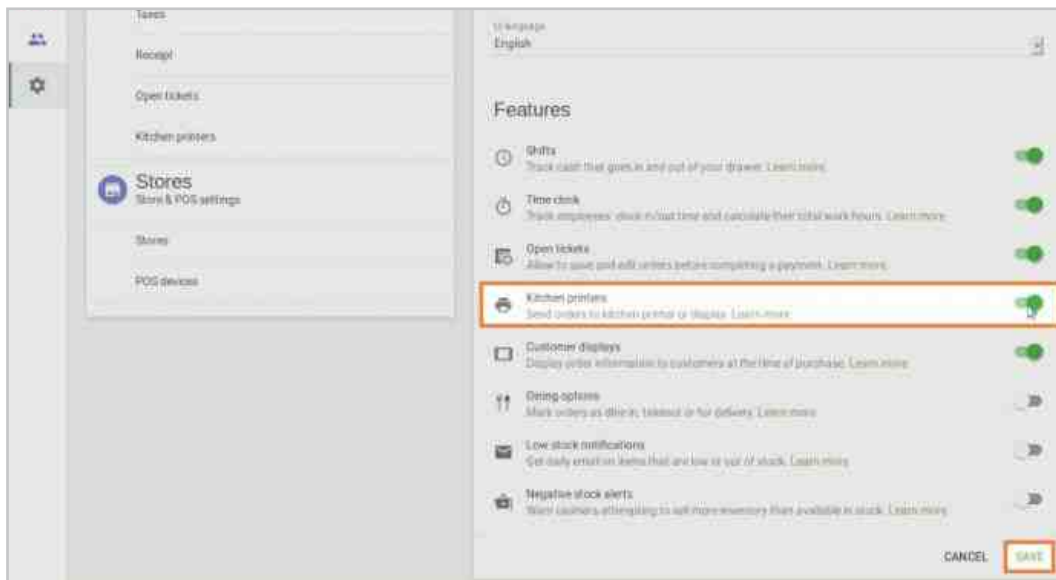 Taxes
Receipt
Open tickets
Kitchen printers
Stores
Store & POS settings
Stores
POS devices
UI language
English
Features
Shifts
Track cash that goes in and out of your drawer. Learn more
Time clock
Track employees' clock in/out time and calculate their total work hours. Learn more
Open tickets
Allow to save and edit orders before completing a payment. Learn more
Kitchen printers
Send orders to kitchen printer or display. Learn more
Customer displays
Display order information to customers at the time of purchase. Learn more
Dining options
Mark orders as dine in, takeout or for delivery. Learn more
Low stock notifications
Get daily email on items that are low or out of stock. Learn more
Negative stock alerts
Warn cashiers attempting to sell more inventory than available in stock. Learn more
CANCEL
SAVE